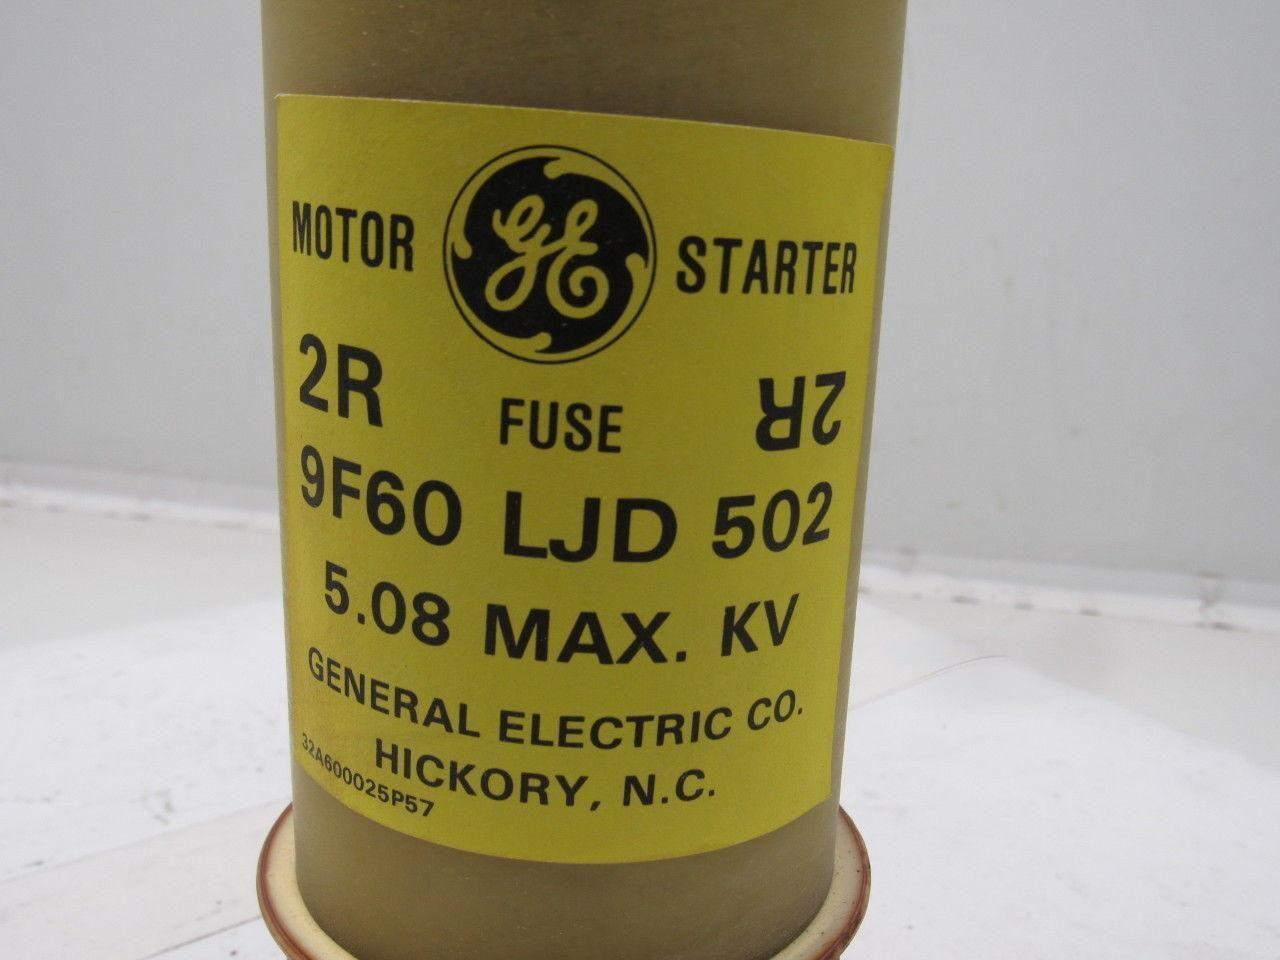 MOTOR GE STARTER
2R FUSE 2R
9F60 LJD 502
5.08 MAX. KV
GENERAL ELECTRIC CO.
HICKORY, N.C.
32A600025P57